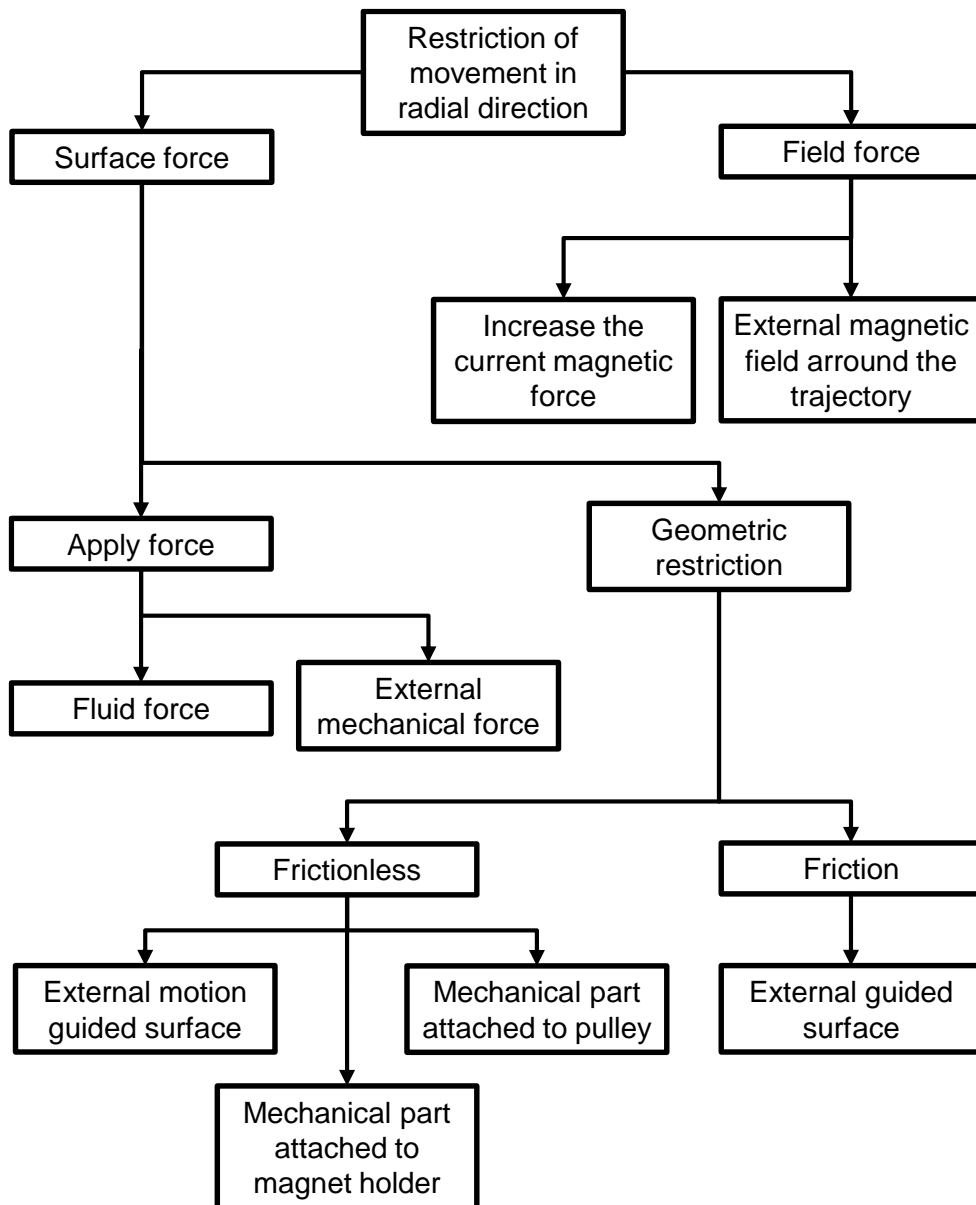 Restriction of
movement in
radial direction
Surface force
Field force
Increase the
current magnetic
force
External magnetic
field arround the
trajectory
Apply force
Geometric
restriction
Fluid force
External
mechanical force
Frictionless
Friction
External motion
guided surface
Mechanical part
attached to pulley
External guided
surface
Mechanical part
attached to
magnet holder